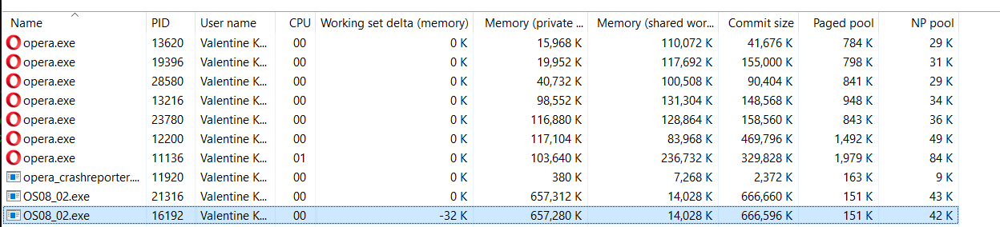 Name PID User name CPU Working set delta (memory) Memory (private ... Memory (shared wor... Commit size Paged pool NP pool
opera.exe 13620 Valentine K... 00 0 K 15,968 K 110,072 K 41,676 K 784 K 29 K
opera.exe 19396 Valentine K... 00 0 K 19,952 K 117,692 K 155,000 K 798 K 31 K
opera.exe 28580 Valentine K... 00 0 K 40,732 K 100,508 K 90,404 K 841 K 29 K
opera.exe 13216 Valentine K... 00 0 K 98,552 K 131,304 K 148,568 K 948 K 34 K
opera.exe 23780 Valentine K... 00 0 K 116,880 K 128,864 K 158,560 K 843 K 36 K
opera.exe 12200 Valentine K... 00 0 K 117,104 K 83,968 K 469,796 K 1,492 K 49 K
opera.exe 11136 Valentine K... 01 0 K 103,640 K 236,732 K 329,828 K 1,979 K 84 K
opera_crashreporter.... 11920 Valentine K... 00 0 K 380 K 7,268 K 2,372 K 163 K 9 K
OS08_02.exe 21316 Valentine K... 00 0 K 657,312 K 14,028 K 666,660 K 151 K 43 K
OS08_02.exe 16192 Valentine K... 00 -32 K 657,280 K 14,028 K 666,596 K 151 K 42 K